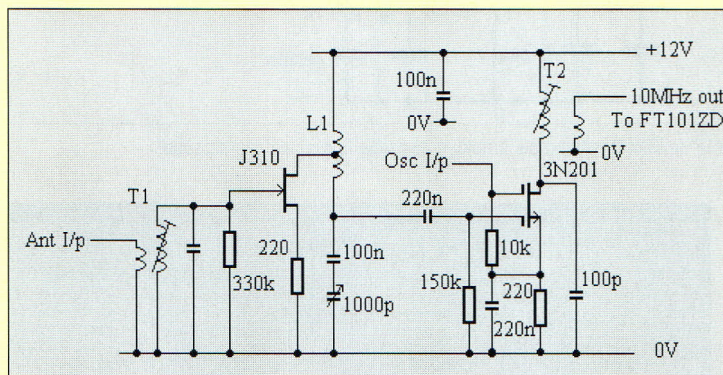 +12V
T2
100n
10MHz out
To FT101ZD
L1
0V
J310
Osc I/p
0V
3N201
T1
220n
Ant I/p
220
100n
10k
330k
150k
220
100p
1000p
220n
0V